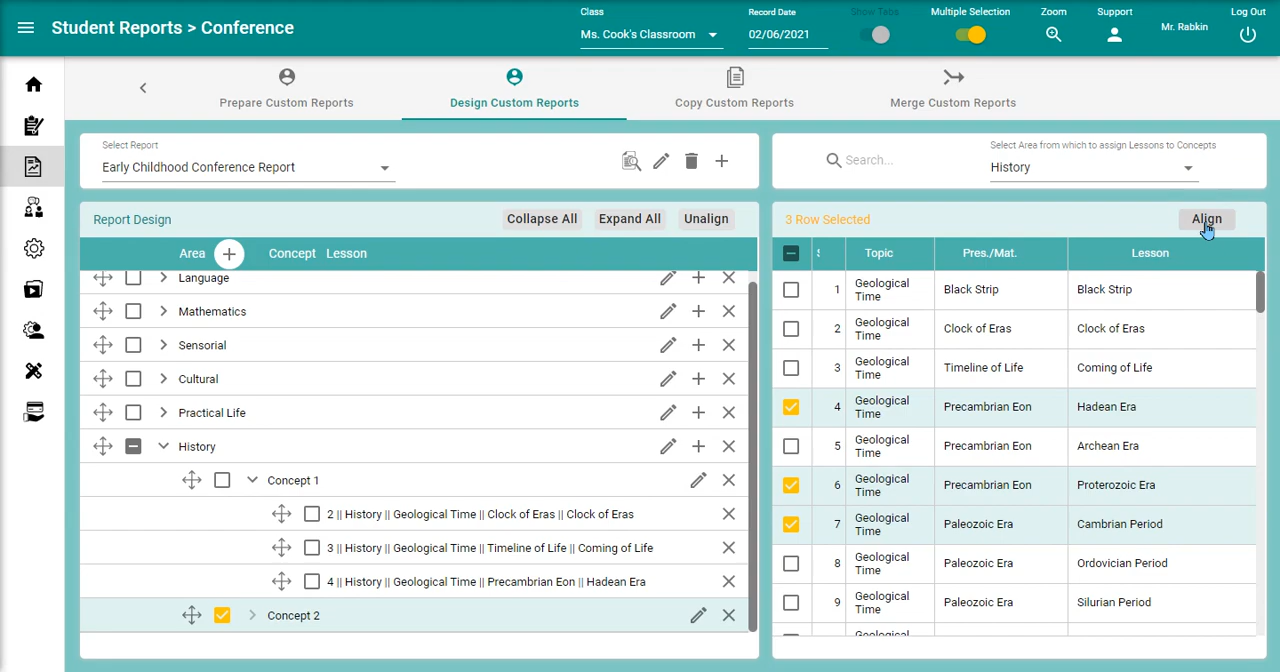 Student Reports > Conference
Class
Ms. Cook's Classroom
Record Date
02/06/2021
Show Tabs
Multiple Selection
Zoom
Support
Mr. Rabkin
Log Out
Prepare Custom Reports
Design Custom Reports
Copy Custom Reports
Merge Custom Reports
Select Report
Early Childhood Conference Report
Search...
Select Area from which to assign Lessons to Concepts
History
Report Design
Collapse All
Expand All
Unalign
Area
Concept
Lesson
Language
Mathematics
Sensorial
Cultural
Practical Life
History
Concept 1
2 || History || Geological Time || Clock of Eras || Clock of Eras
3 || History || Geological Time || Timeline of Life || Coming of Life
4 || History || Geological Time || Precambrian Eon || Hadean Era
Concept 2
3 Row Selected
Align
Topic
Pres./Mat.
Lesson
1
Geological
Time
Black Strip
Black Strip
2
Geological
Time
Clock of Eras
Clock of Eras
3
Geological
Time
Timeline of Life
Coming of Life
4
Geological
Time
Precambrian Eon
Hadean Era
5
Geological
Time
Precambrian Eon
Archean Era
6
Geological
Time
Precambrian Eon
Proterozoic Era
7
Geological
Time
Paleozoic Era
Cambrian Period
8
Geological
Time
Paleozoic Era
Ordovician Period
9
Geological
Time
Paleozoic Era
Silurian Period
Geological